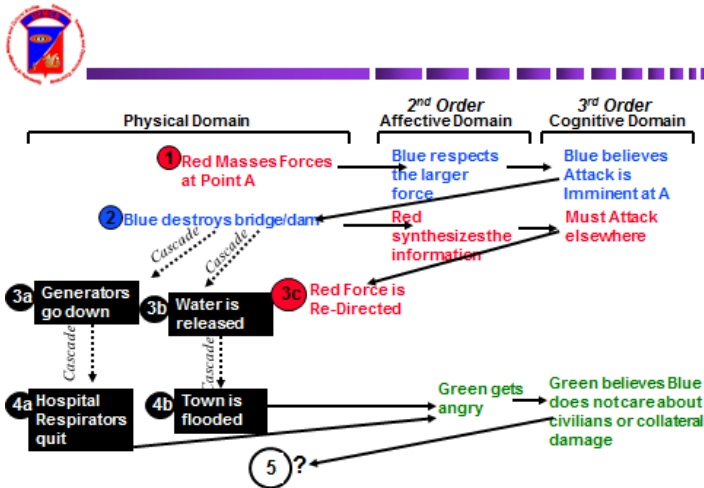 2nd Order
3rd Order
Physical Domain
Affective Domain
Cognitive Domain
1
Red Masses Forces
at Point A
Blue respects
the larger
force
Blue believes
Attack is
Imminent at A
2
Blue destroys bridge/dam
Red
synthesizesthe
information
Must Attack
elsewhere
Cascade
Cascade
3a
Generators
go down
3b
Water is
released
3c
Red Force is
Re-Directed
Cascade
Cascade
4a
Hospital
Respirators
quit
4b
Town is
flooded
Green gets
angry
Green believes Blue
does not care about
civilians or collateral
damage
5
?